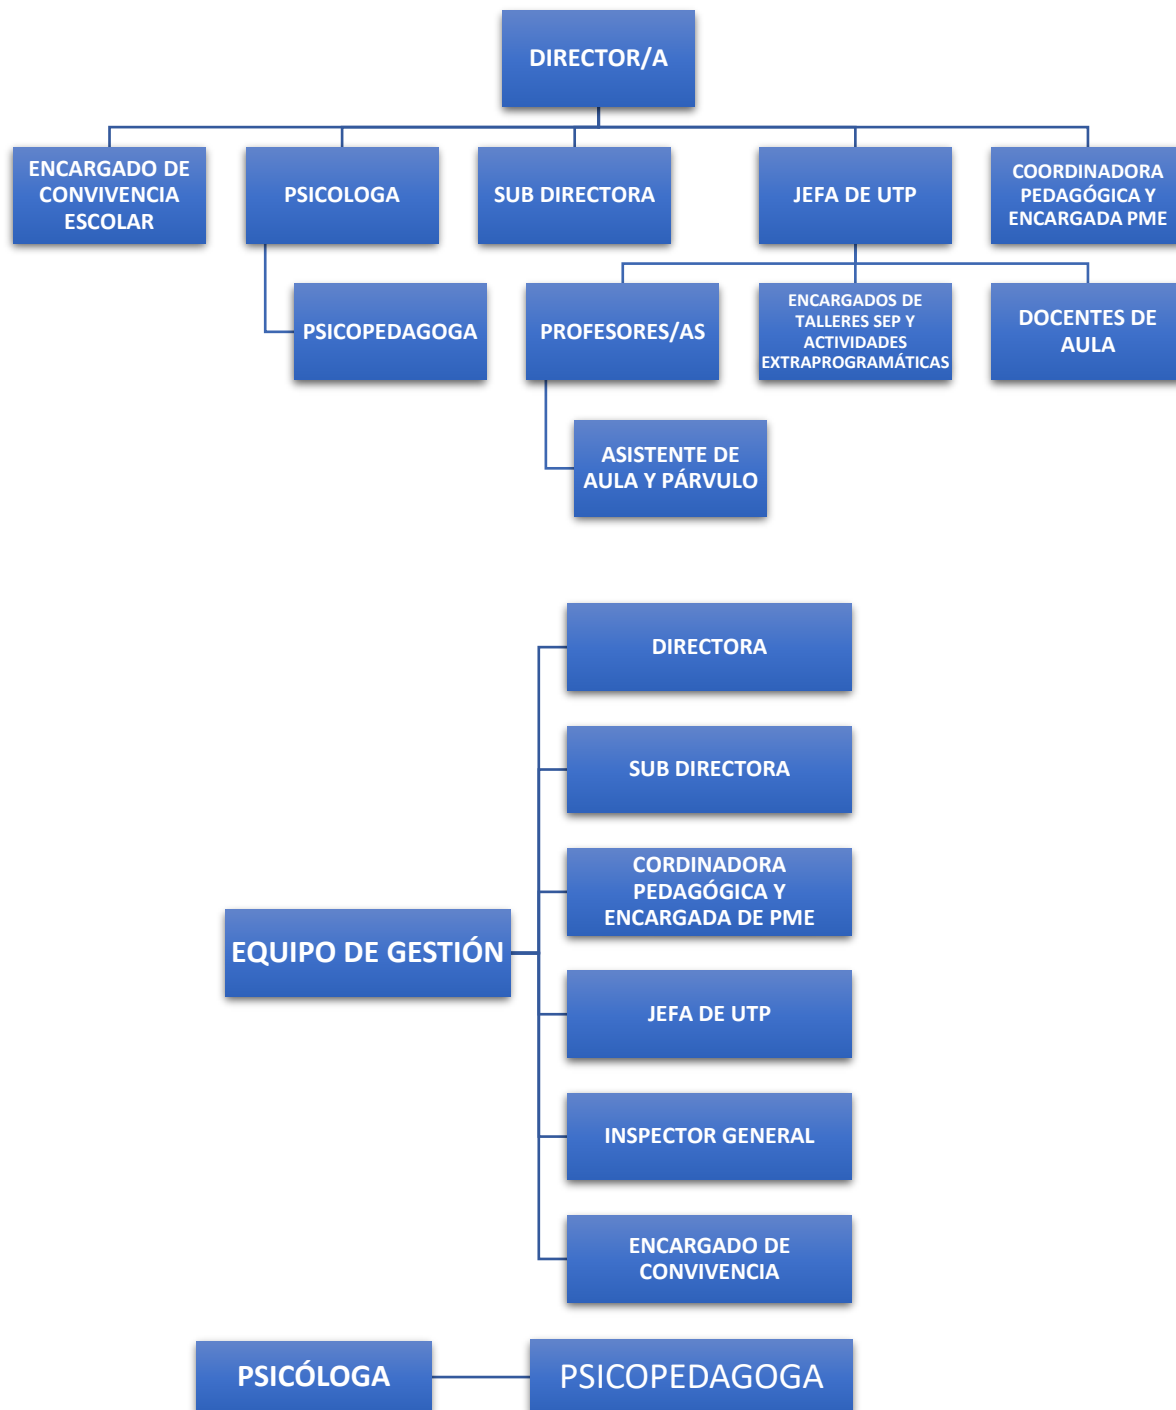 DIRECTOR/A
ENCARGADO DE
CONVIVENCIA
ESCOLAR
PSICOLOGA
SUB DIRECTORA
JEFA DE UTP
COORDINADORA
PEDAGÓGICA Y
ENCARGADA PME
PSICOPEDAGOGA
PROFESORES/AS
ENCARGADOS DE
TALLERES SEP Y
ACTIVIDADES
EXTRAPROGRAMÁTICAS
DOCENTES DE
AULA
ASISTENTE DE
AULA Y PÁRVULO
EQUIPO DE GESTIÓN
DIRECTORA
SUB DIRECTORA
CORDINADORA
PEDAGÓGICA Y
ENCARGADA DE PME
JEFA DE UTP
INSPECTOR GENERAL
ENCARGADO DE
CONVIVENCIA
PSICÓLOGA
PSICOPEDAGOGA